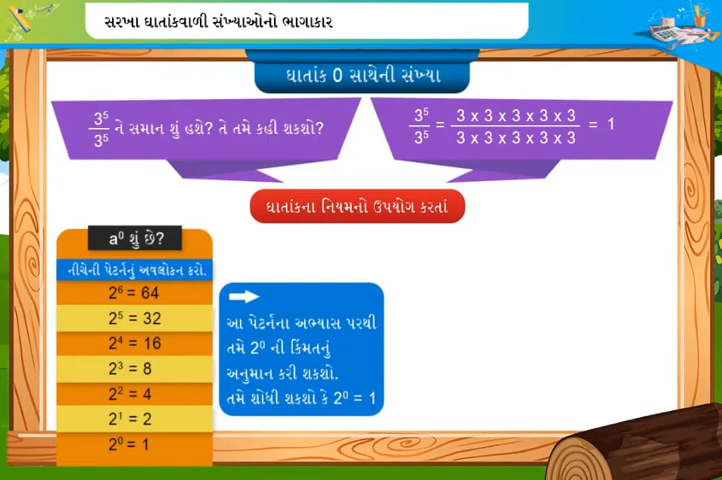 સરખા ઘાતાંકવાળી સંખ્યાઓનો ભાગાકાર
ઘાતાંક 0 સાથેની સંખ્યા
3⁵/3⁵ ને સમાન શું હશે? તે તમે કહી શકશો?
3⁵/3⁵ = (3 x 3 x 3 x 3 x 3)/(3 x 3 x 3 x 3 x 3) = 1
ઘાતાંકના નિયમનો ઉપયોગ કરતાં
a⁰ શું છે?
નીચેની પેટર્નનું અવલોકન કરો.
2⁶ = 64
2⁵ = 32
2⁴ = 16
2³ = 8
2² = 4
2¹ = 2
2⁰ = 1
આ પેટર્નના અભ્યાસ પરથી
તમે 2⁰ ની કિંમતનું
અનુમાન કરી શકશો.
તમે શોધી શકશો કે 2⁰ = 1